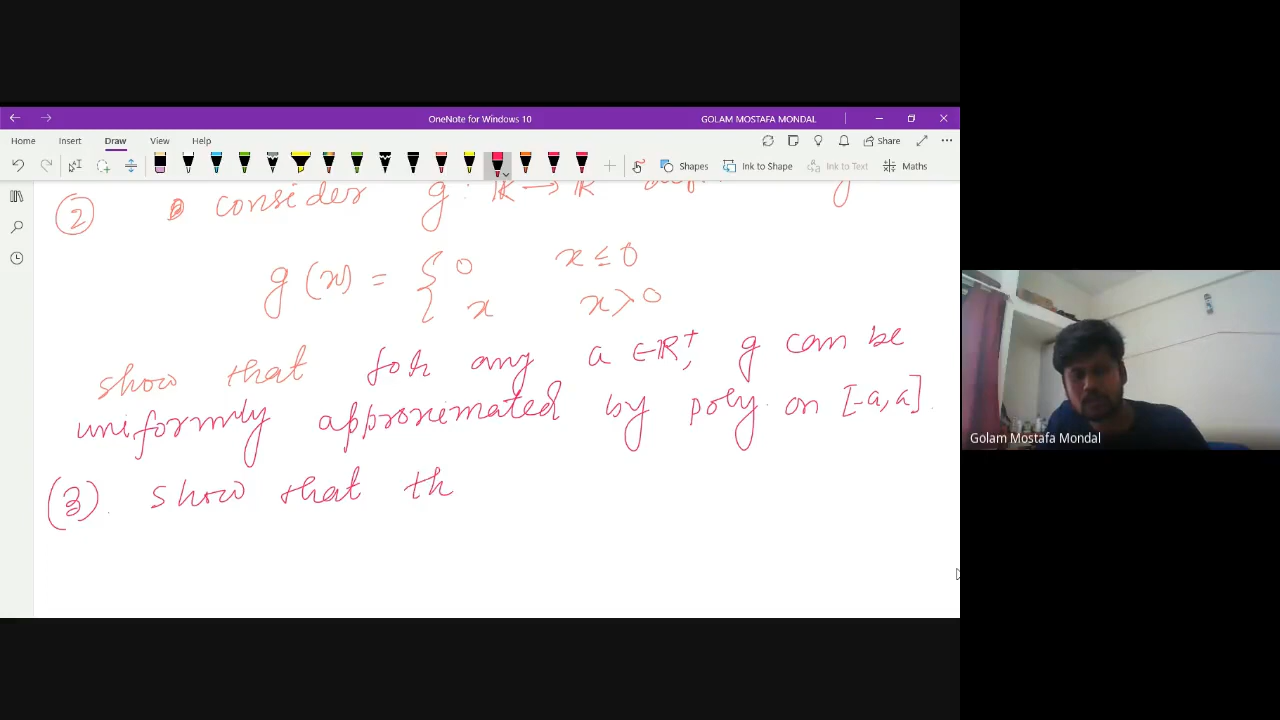 OneNote for Windows 10
GOLAM MOSTAFA MONDAL
Home Insert Draw View Help
Share
Shapes Ink to Shape Ink to Text Maths
② consider g: ℝ → ℝ
g(x) = { 0 x ≤ 0
x x > 0
show that for any a ∈ ℝ⁺, g can be
uniformly approximated by poly. on [-a, a].
(3). show that th
Golam Mostafa Mondal